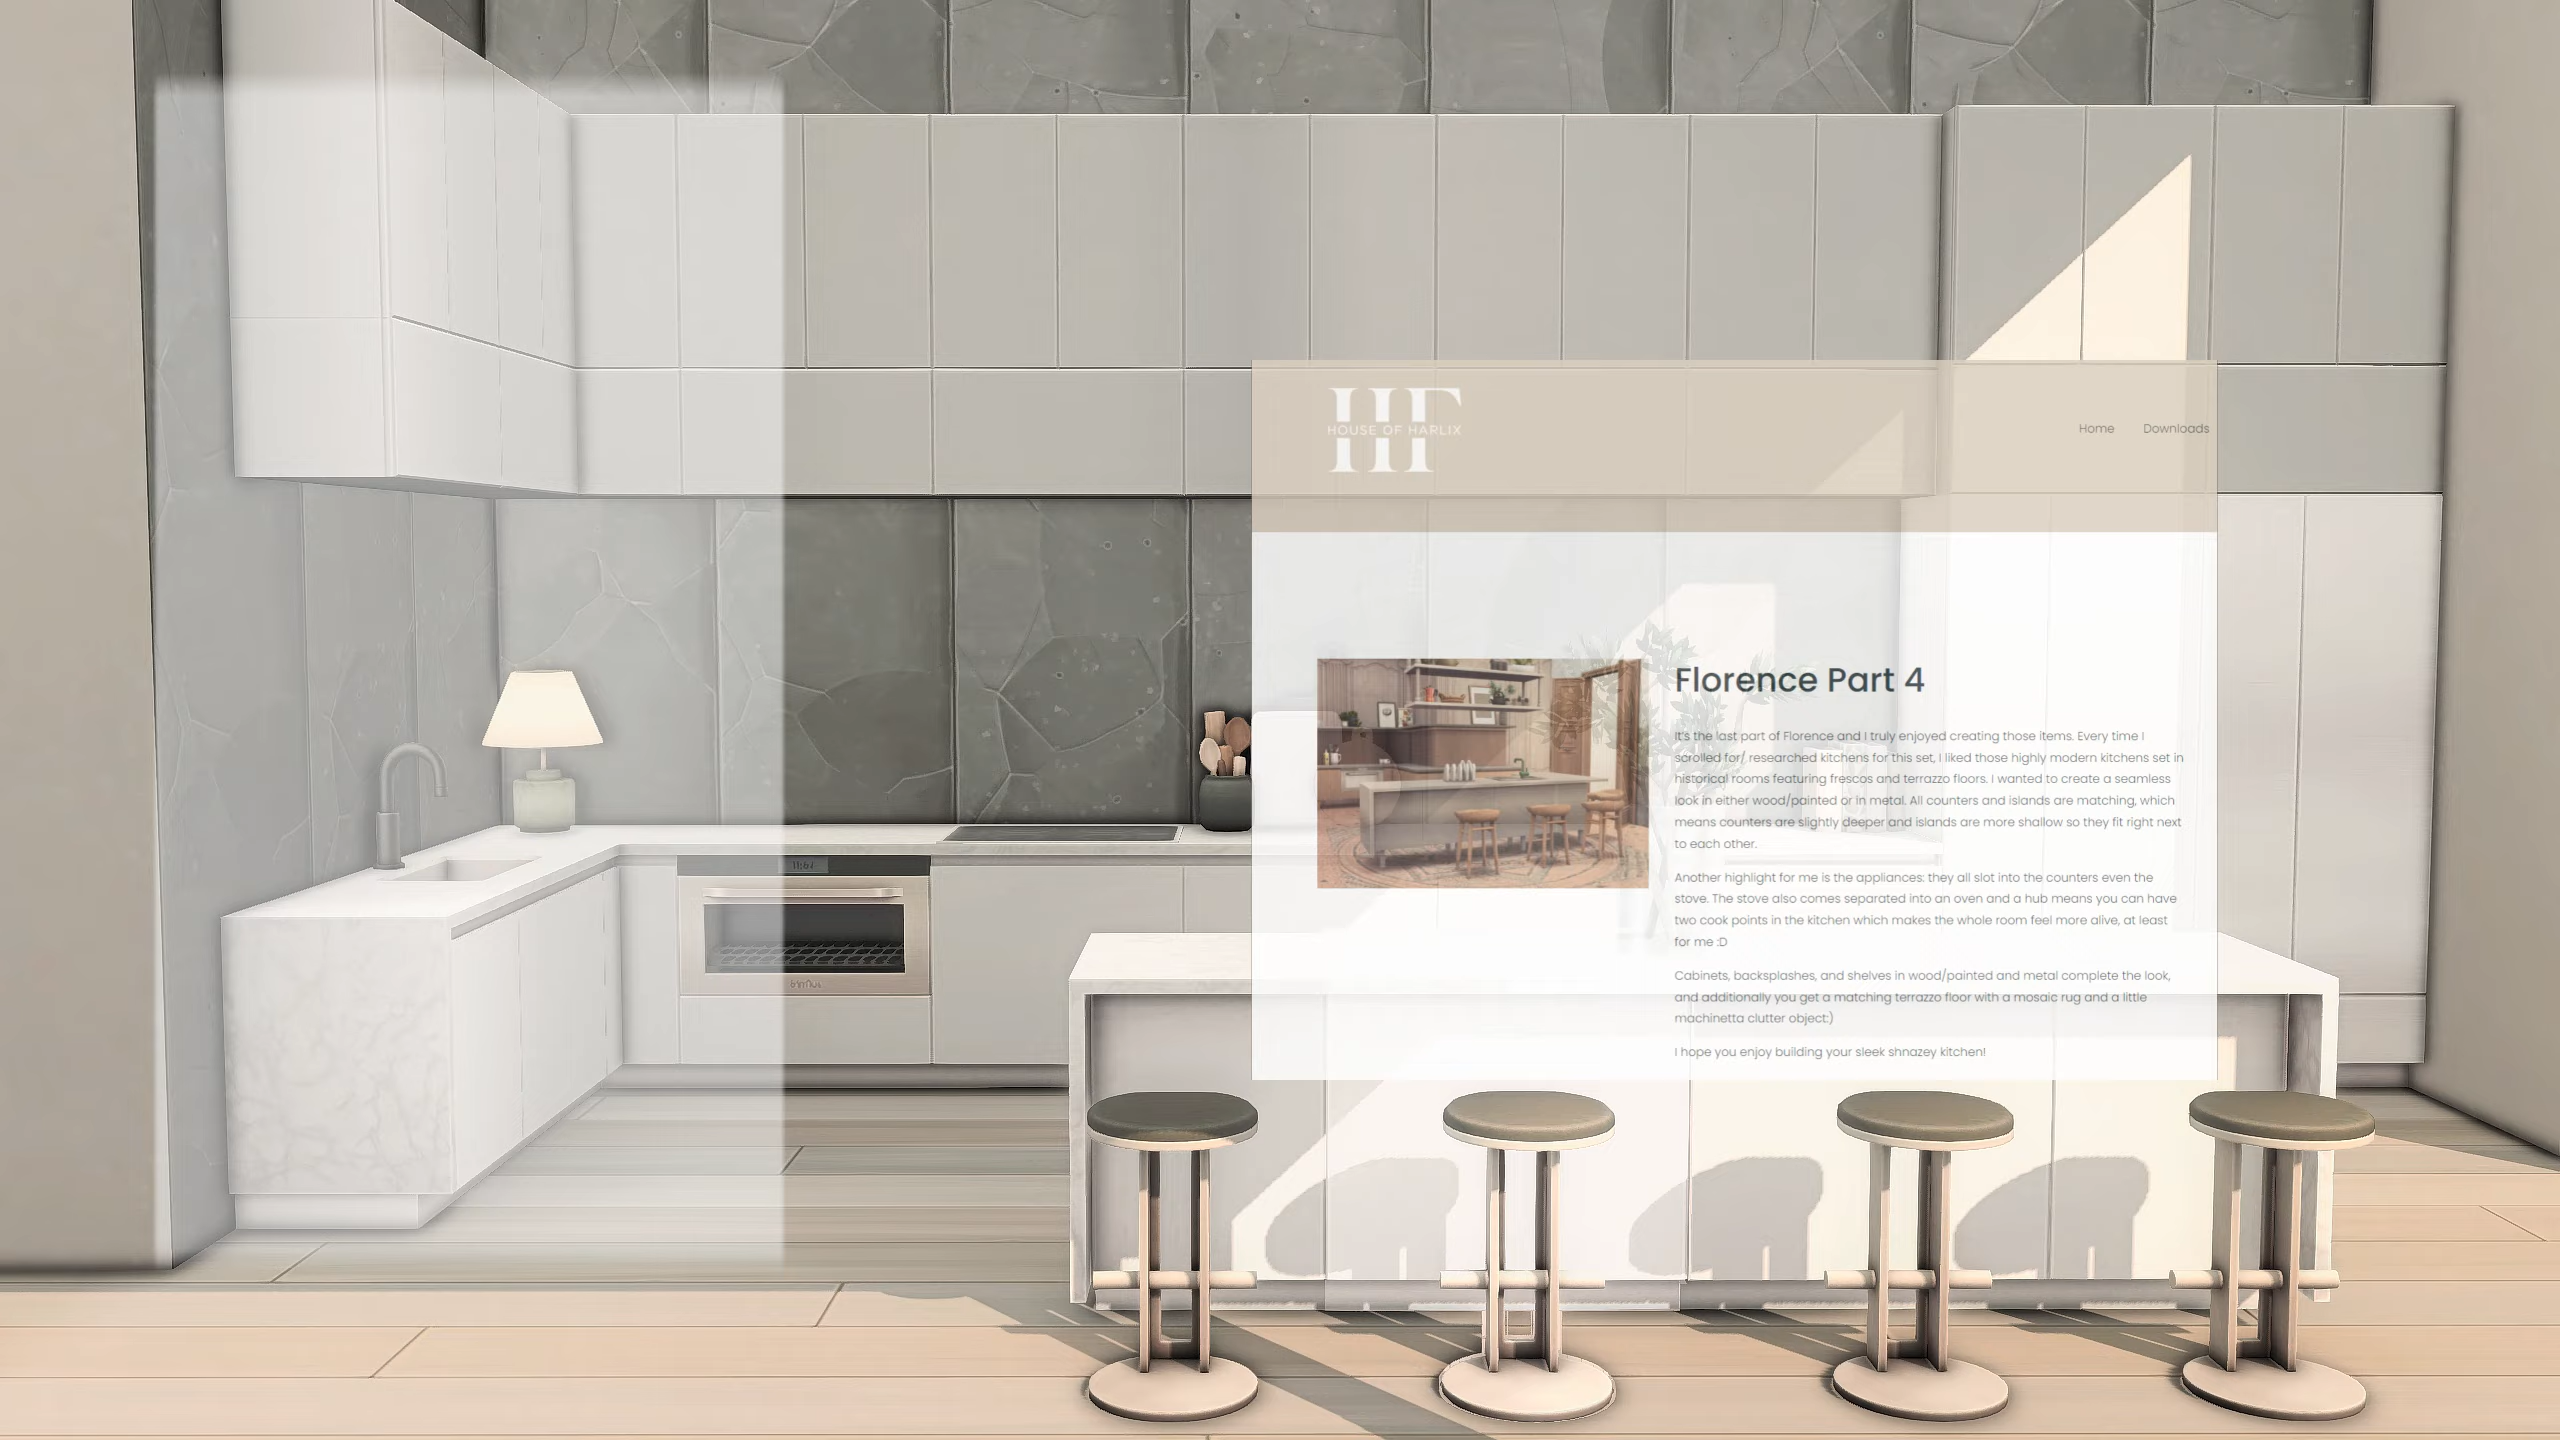 HF
HOUSE OF HARLIX
Home
Downloads
Florence Part 4
It's the last part of Florence and I truly enjoyed creating those items. Every time I
scrolled for/ researched kitchens for this set, I liked those highly modern kitchens set in
historical rooms featuring frescos and terrazzo floors. I wanted to create a seamless
look in either wood/painted or in metal. All counters and islands are matching, which
means counters are slightly deeper and islands are more shallow so they fit right next
to each other.
Another highlight for me is the appliances: they all slot into the counters even the
stove. The stove also comes separated into an oven and a hub means you can have
two cook points in the kitchen which makes the whole room feel more alive, at least
for me :D
Cabinets, backsplashes, and shelves in wood/painted and metal complete the look,
and additionally you get a matching terrazzo floor with a mosaic rug and a little
machinetta clutter object:)
I hope you enjoy building your sleek shnazey kitchen!